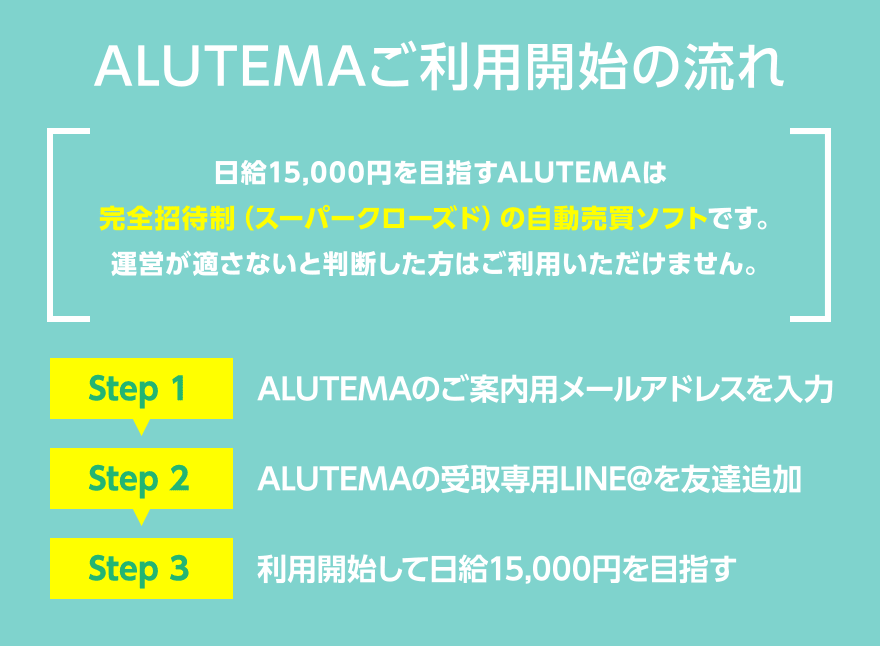 ALUTEMAご利用開始の流れ
日給15,000円を目指すALUTEMAは
完全招待制（スーパークローズド）の自動売買ソフトです。
運営が適さないと判断した方はご利用いただけません。
Step 1 ALUTEMAのご案内用メールアドレスを入力
Step 2 ALUTEMAの受取専用LINE@を友達追加
Step 3 利用開始して日給15,000円を目指す